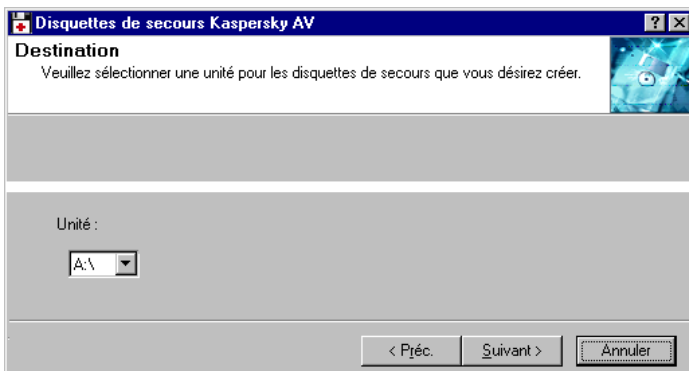 Disquettes de secours Kaspersky AV
Destination
Veuillez sélectionner une unité pour les disquettes de secours que vous désirez créer.
Unité :
A:\
< Préc. Suivant > Annuler